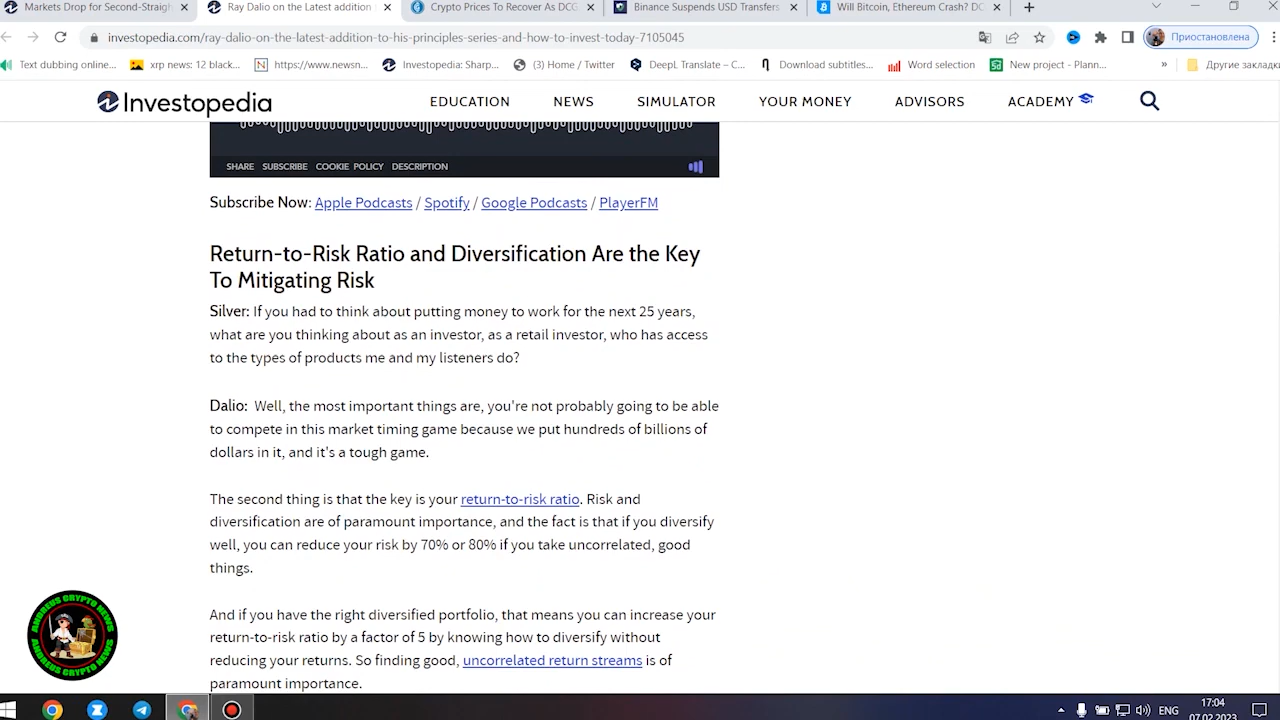 Markets Drop for Second-Straigh
Ray Dalio on the Latest addition
Crypto Prices To Recover As DCG
Binance Suspends USD Transfers
Will Bitcoin, Ethereum Crash? DC
investopedia.com/ray-dalio-on-the-latest-addition-to-his-principles-series-and-how-to-invest-today-7105045
Приостановлена
Text dubbing online...
xrp news: 12 black...
https://www.newsn...
Investopedia: Sharp...
(3) Home / Twitter
DeepL Translate – C...
Download subtitles...
Word selection
New project - Plann...
»
Другие закладки
Investopedia
EDUCATION
NEWS
SIMULATOR
YOUR MONEY
ADVISORS
ACADEMY
SHARE SUBSCRIBE COOKIE POLICY DESCRIPTION
Subscribe Now: Apple Podcasts / Spotify / Google Podcasts / PlayerFM
Return-to-Risk Ratio and Diversification Are the Key
To Mitigating Risk
Silver: If you had to think about putting money to work for the next 25 years,
what are you thinking about as an investor, as a retail investor, who has access
to the types of products me and my listeners do?
Dalio: Well, the most important things are, you're not probably going to be able
to compete in this market timing game because we put hundreds of billions of
dollars in it, and it's a tough game.
The second thing is that the key is your return-to-risk ratio. Risk and
diversification are of paramount importance, and the fact is that if you diversify
well, you can reduce your risk by 70% or 80% if you take uncorrelated, good
things.
And if you have the right diversified portfolio, that means you can increase your
return-to-risk ratio by a factor of 5 by knowing how to diversify without
reducing your returns. So finding good, uncorrelated return streams is of
paramount importance.
ANDREUS CRYPTO NEWS
ANDREUS CRYPTO NEWS
ENG
17:04
07.02.2023